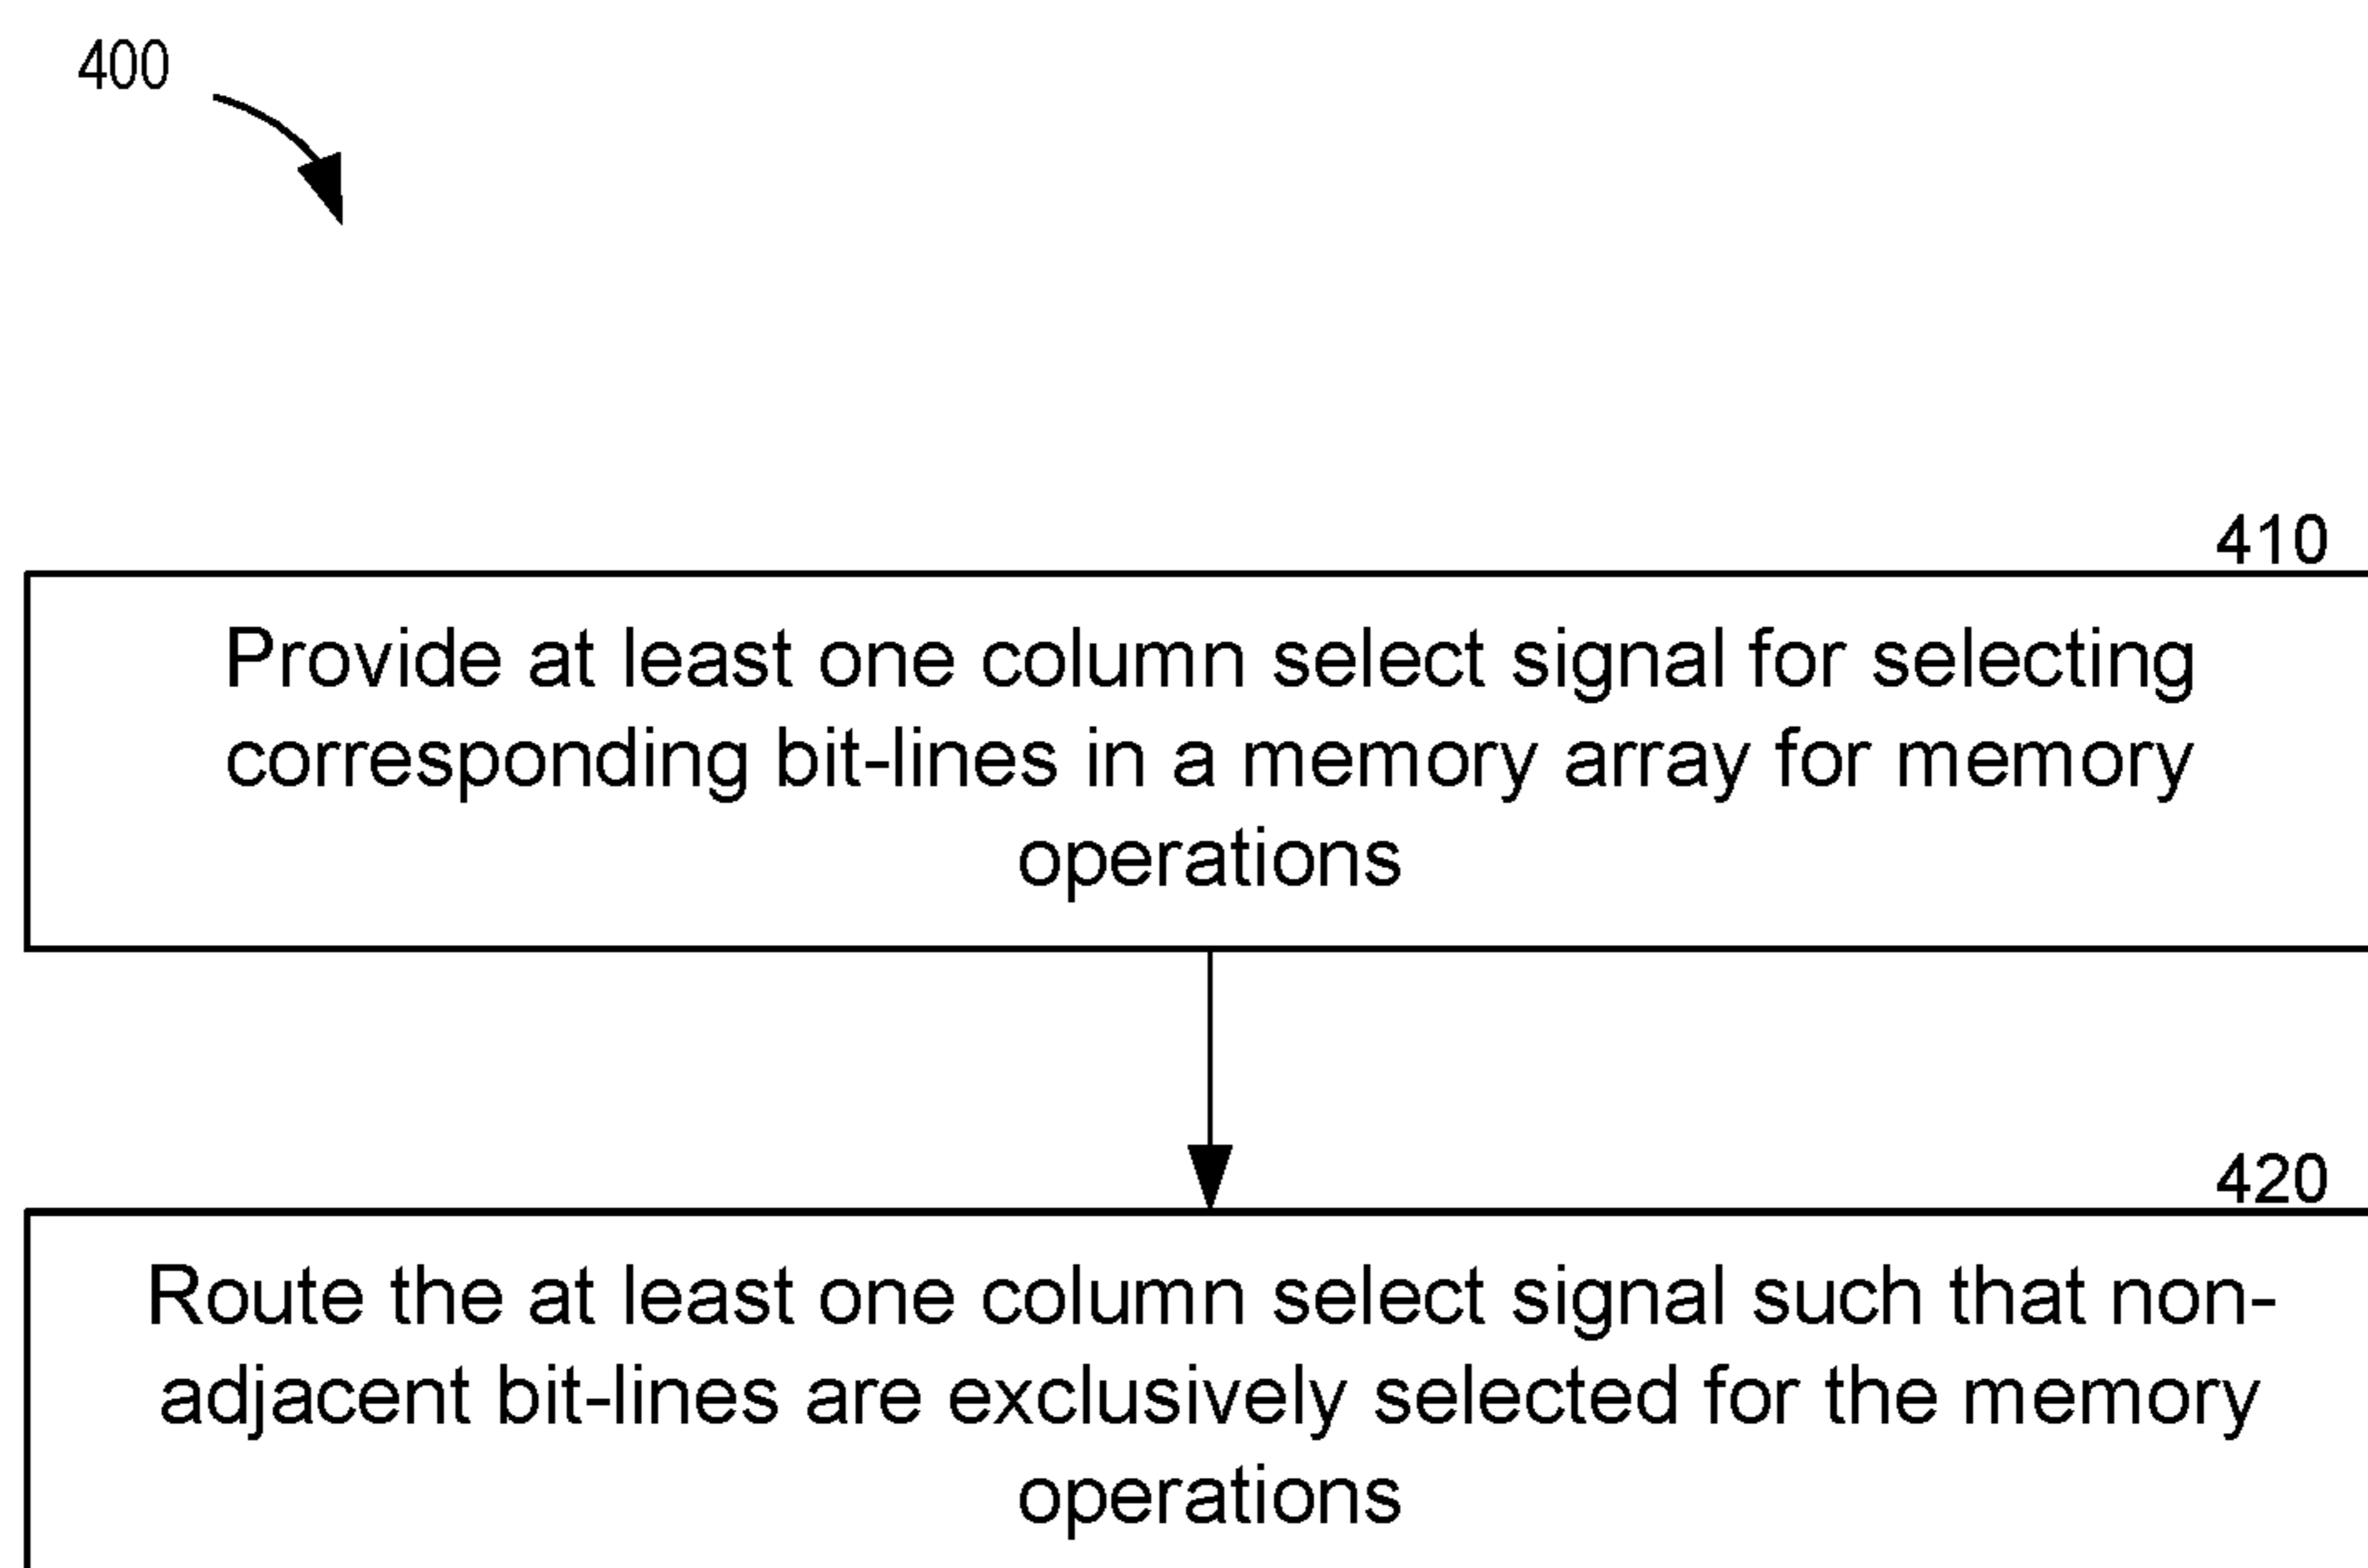 400
410
Provide at least one column select signal for selecting
corresponding bit-lines in a memory array for memory
operations
420
Route the at least one column select signal such that non-
adjacent bit-lines are exclusively selected for the memory
operations